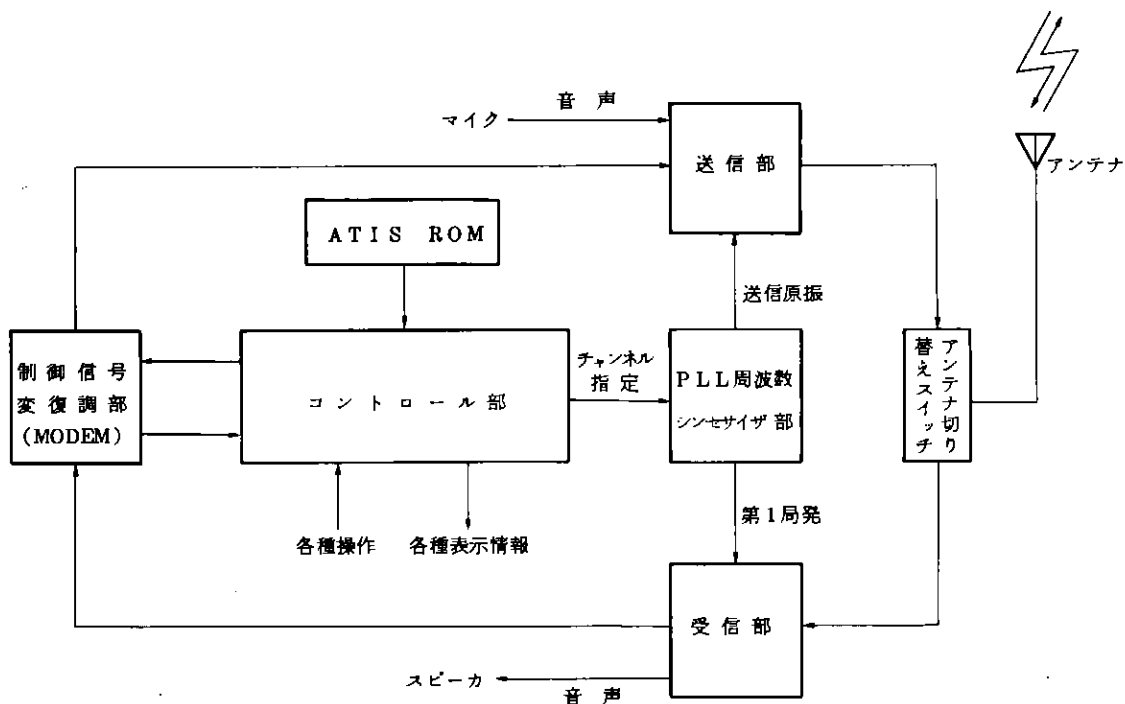 音声
マイク
送信部
アンテナ
ATIS ROM
送信原振
制御信号
変復調部
(MODEM)
コントロール部
チャンネル
指定
PLL周波数
シンセサイザ部
アンテナ切り
替えスイッチ
各種操作
各種表示情報
第1局発
受信部
スピーカ
音声